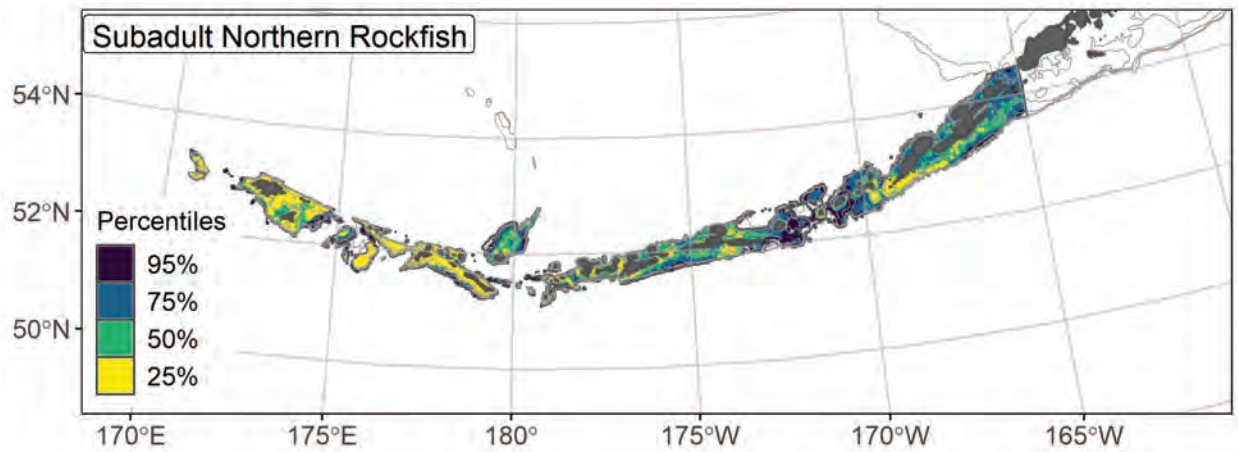 Subadult Northern Rockfish
54°N
52°N
50°N
Percentiles
95%
75%
50%
25%
170°E
175°E
180°
175°W
170°W
165°W